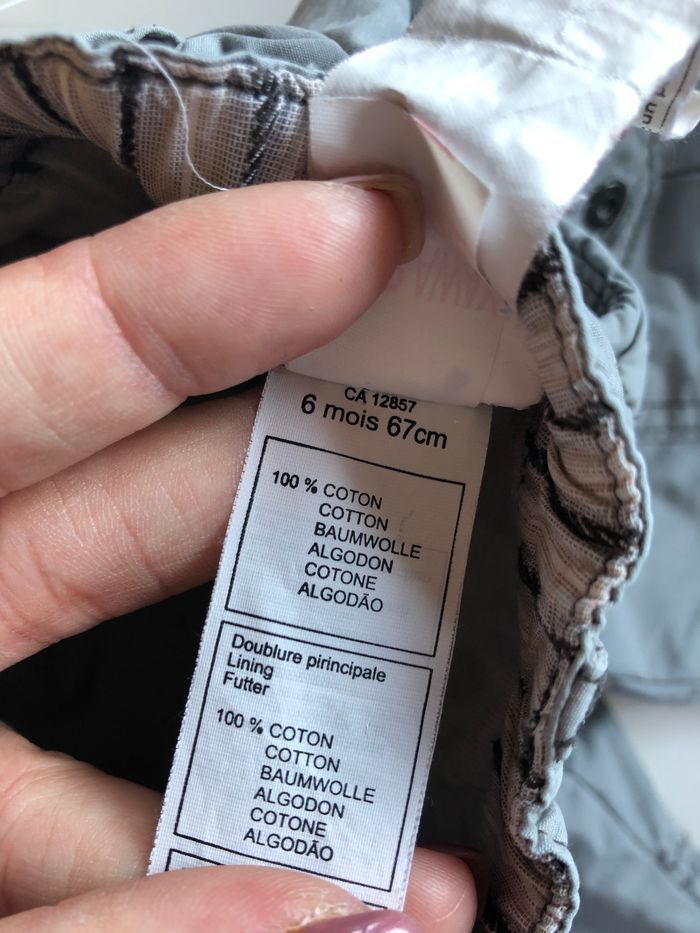 CA 12857
6 mois 67cm
100 % COTON
COTTON
BAUMWOLLE
ALGODON
COTONE
ALGODÃO
Doublure pirincipale
Lining
Futter
100 % COTON
COTTON
BAUMWOLLE
ALGODON
COTONE
ALGODÃO